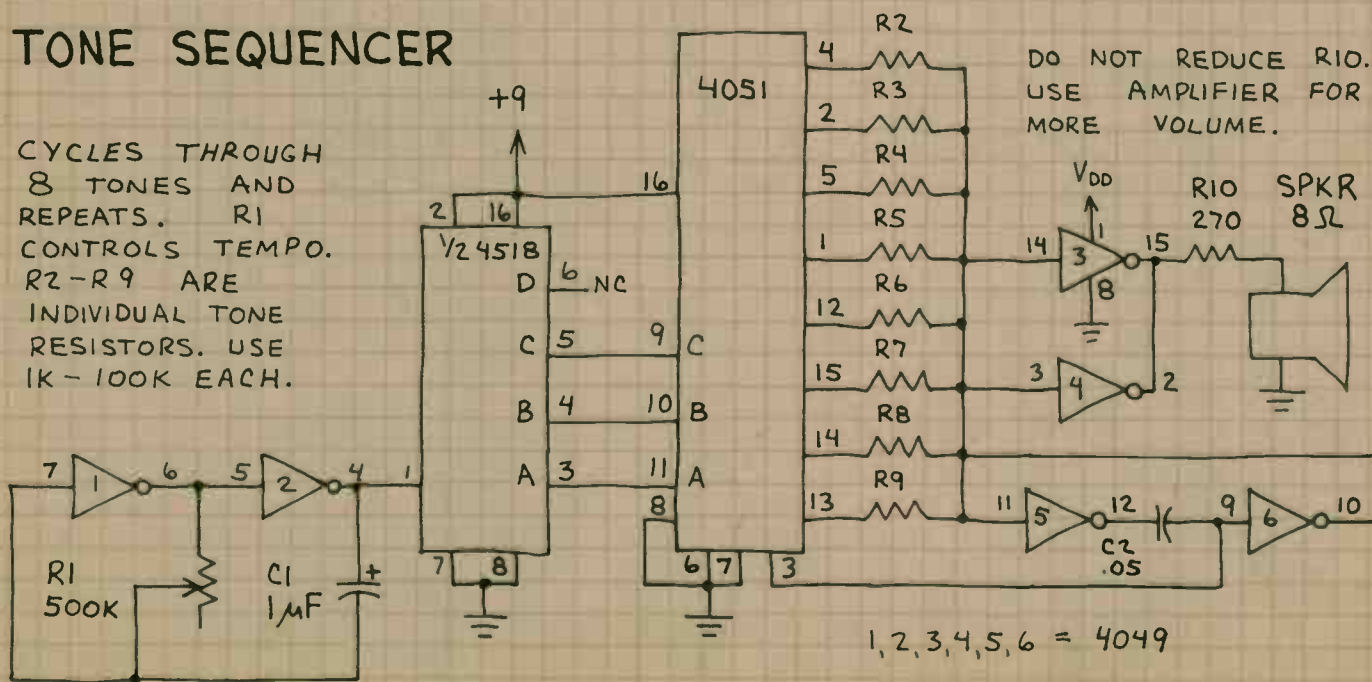 TONE SEQUENCER
CYCLES THROUGH
8 TONES AND
REPEATS. R1
CONTROLS TEMPO.
R2-R9 ARE
INDIVIDUAL TONE
RESISTORS. USE
1K-100K EACH.
+9
2 16
1/2 4518
D 6 NC
C 5
B 4
A 3
1
7 8
7 1 6
5 2 4
R1
500K
C1
1µF
+
4051
16
9 C
10 B
11 A
8
6 7 3
4 R2
2 R3
5 R4
1 R5
12 R6
15 R7
14 R8
13 R9
DO NOT REDUCE R10.
USE AMPLIFIER FOR
MORE VOLUME.
VDD
1
14 3 15
8
R10
270
SPKR
8Ω
3 4 2
11 5 12
C2
.05
9 6 10
1,2,3,4,5,6 = 4049